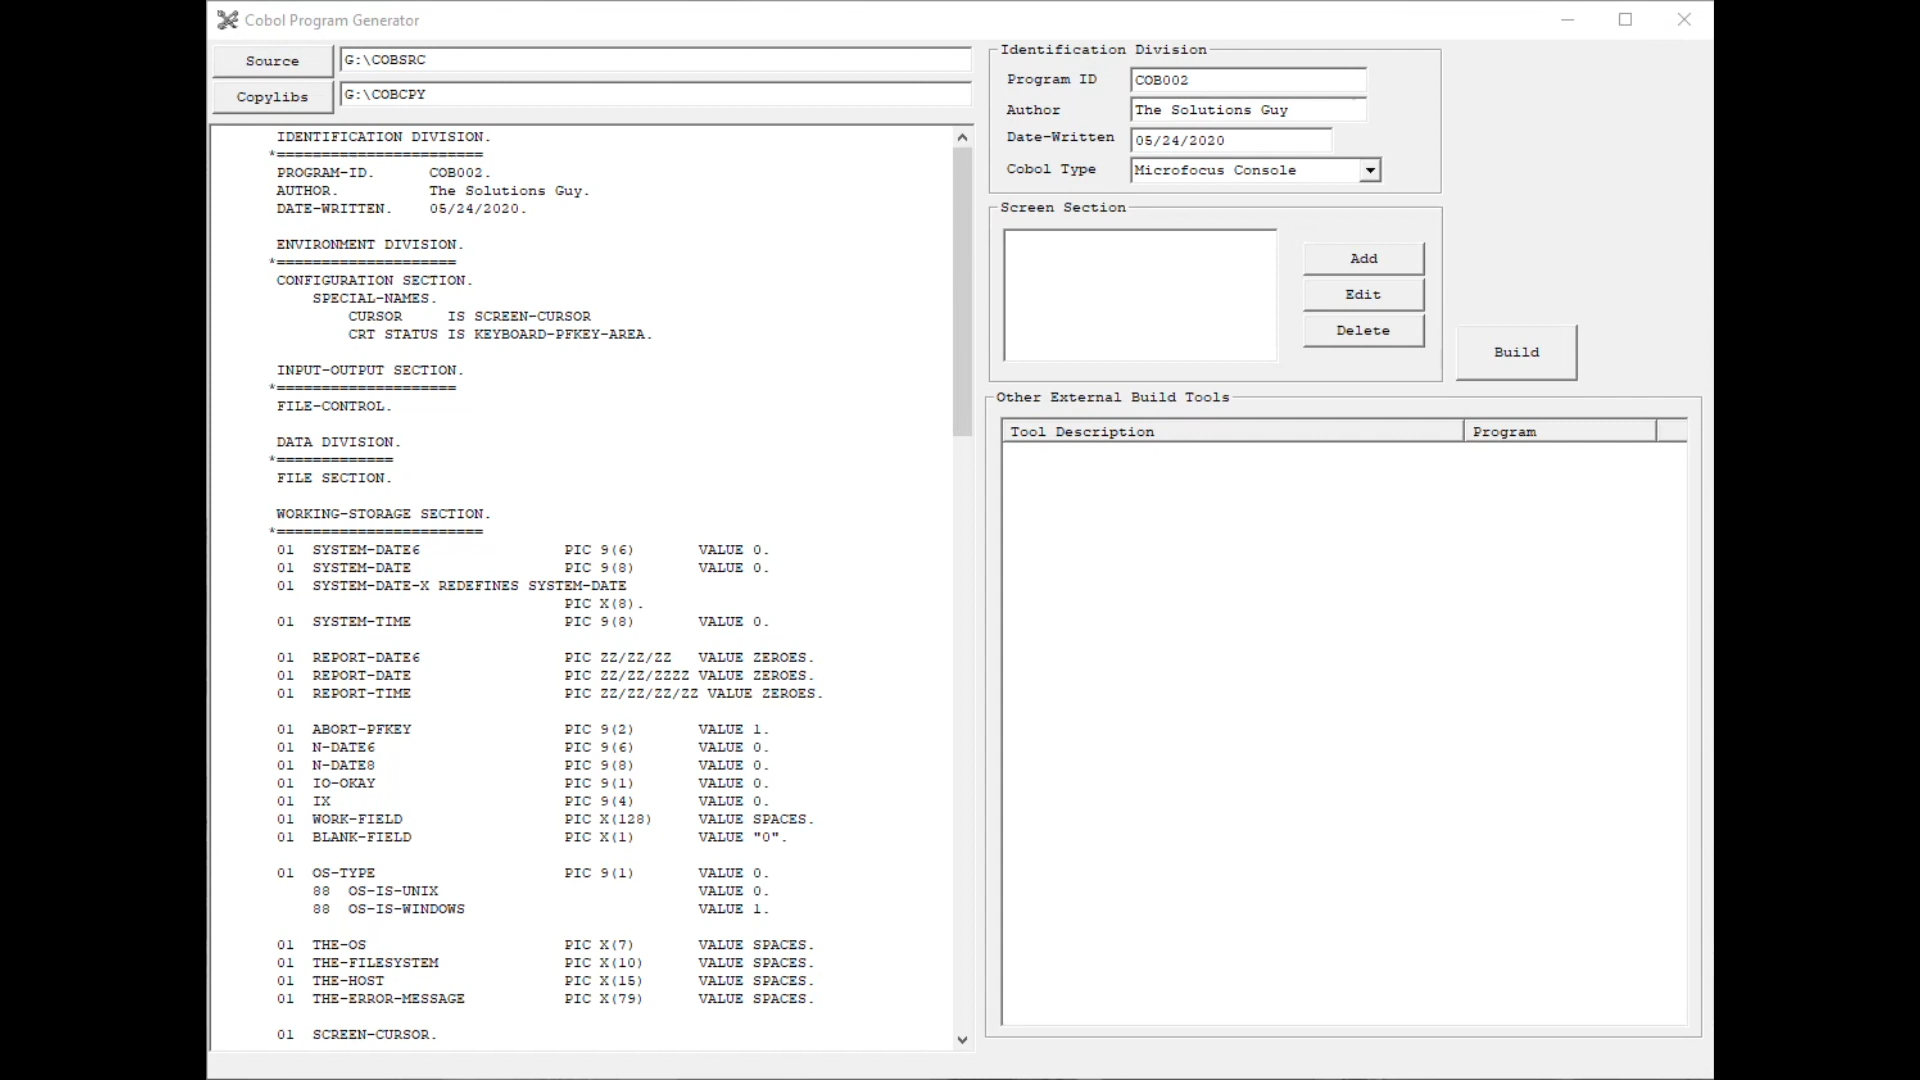 Cobol Program Generator
Source G:\COBSRC
Copylibs G:\COBCPY
IDENTIFICATION DIVISION.
*=======================
PROGRAM-ID.      COB002.
AUTHOR.          The Solutions Guy.
DATE-WRITTEN.    05/24/2020.
ENVIRONMENT DIVISION.
*====================
CONFIGURATION SECTION.
SPECIAL-NAMES.
CURSOR     IS SCREEN-CURSOR
CRT STATUS IS KEYBOARD-PFKEY-AREA.
INPUT-OUTPUT SECTION.
*====================
FILE-CONTROL.
DATA DIVISION.
*=============
FILE SECTION.
WORKING-STORAGE SECTION.
*=======================
01  SYSTEM-DATE6                PIC 9(6)       VALUE 0.
01  SYSTEM-DATE                 PIC 9(8)       VALUE 0.
01  SYSTEM-DATE-X REDEFINES SYSTEM-DATE
PIC X(8).
01  SYSTEM-TIME                 PIC 9(8)       VALUE 0.
01  REPORT-DATE6                PIC ZZ/ZZ/ZZ   VALUE ZEROES.
01  REPORT-DATE                 PIC ZZ/ZZ/ZZZZ VALUE ZEROES.
01  REPORT-TIME                 PIC ZZ/ZZ/ZZ/ZZ VALUE ZEROES.
01  ABORT-PFKEY                 PIC 9(2)       VALUE 1.
01  N-DATE6                     PIC 9(6)       VALUE 0.
01  N-DATE8                     PIC 9(8)       VALUE 0.
01  IO-OKAY                     PIC 9(1)       VALUE 0.
01  IX                          PIC 9(4)       VALUE 0.
01  WORK-FIELD                  PIC X(128)     VALUE SPACES.
01  BLANK-FIELD                 PIC X(1)       VALUE "0".
01  OS-TYPE                     PIC 9(1)       VALUE 0.
88  OS-IS-UNIX                             VALUE 0.
88  OS-IS-WINDOWS                          VALUE 1.
01  THE-OS                      PIC X(7)       VALUE SPACES.
01  THE-FILESYSTEM              PIC X(10)      VALUE SPACES.
01  THE-HOST                    PIC X(15)      VALUE SPACES.
01  THE-ERROR-MESSAGE           PIC X(79)      VALUE SPACES.
01  SCREEN-CURSOR.
Identification Division
Program ID COB002
Author The Solutions Guy
Date-Written 05/24/2020
Cobol Type Microfocus Console
Screen Section
Add
Edit
Delete
Build
Other External Build Tools
Tool Description Program